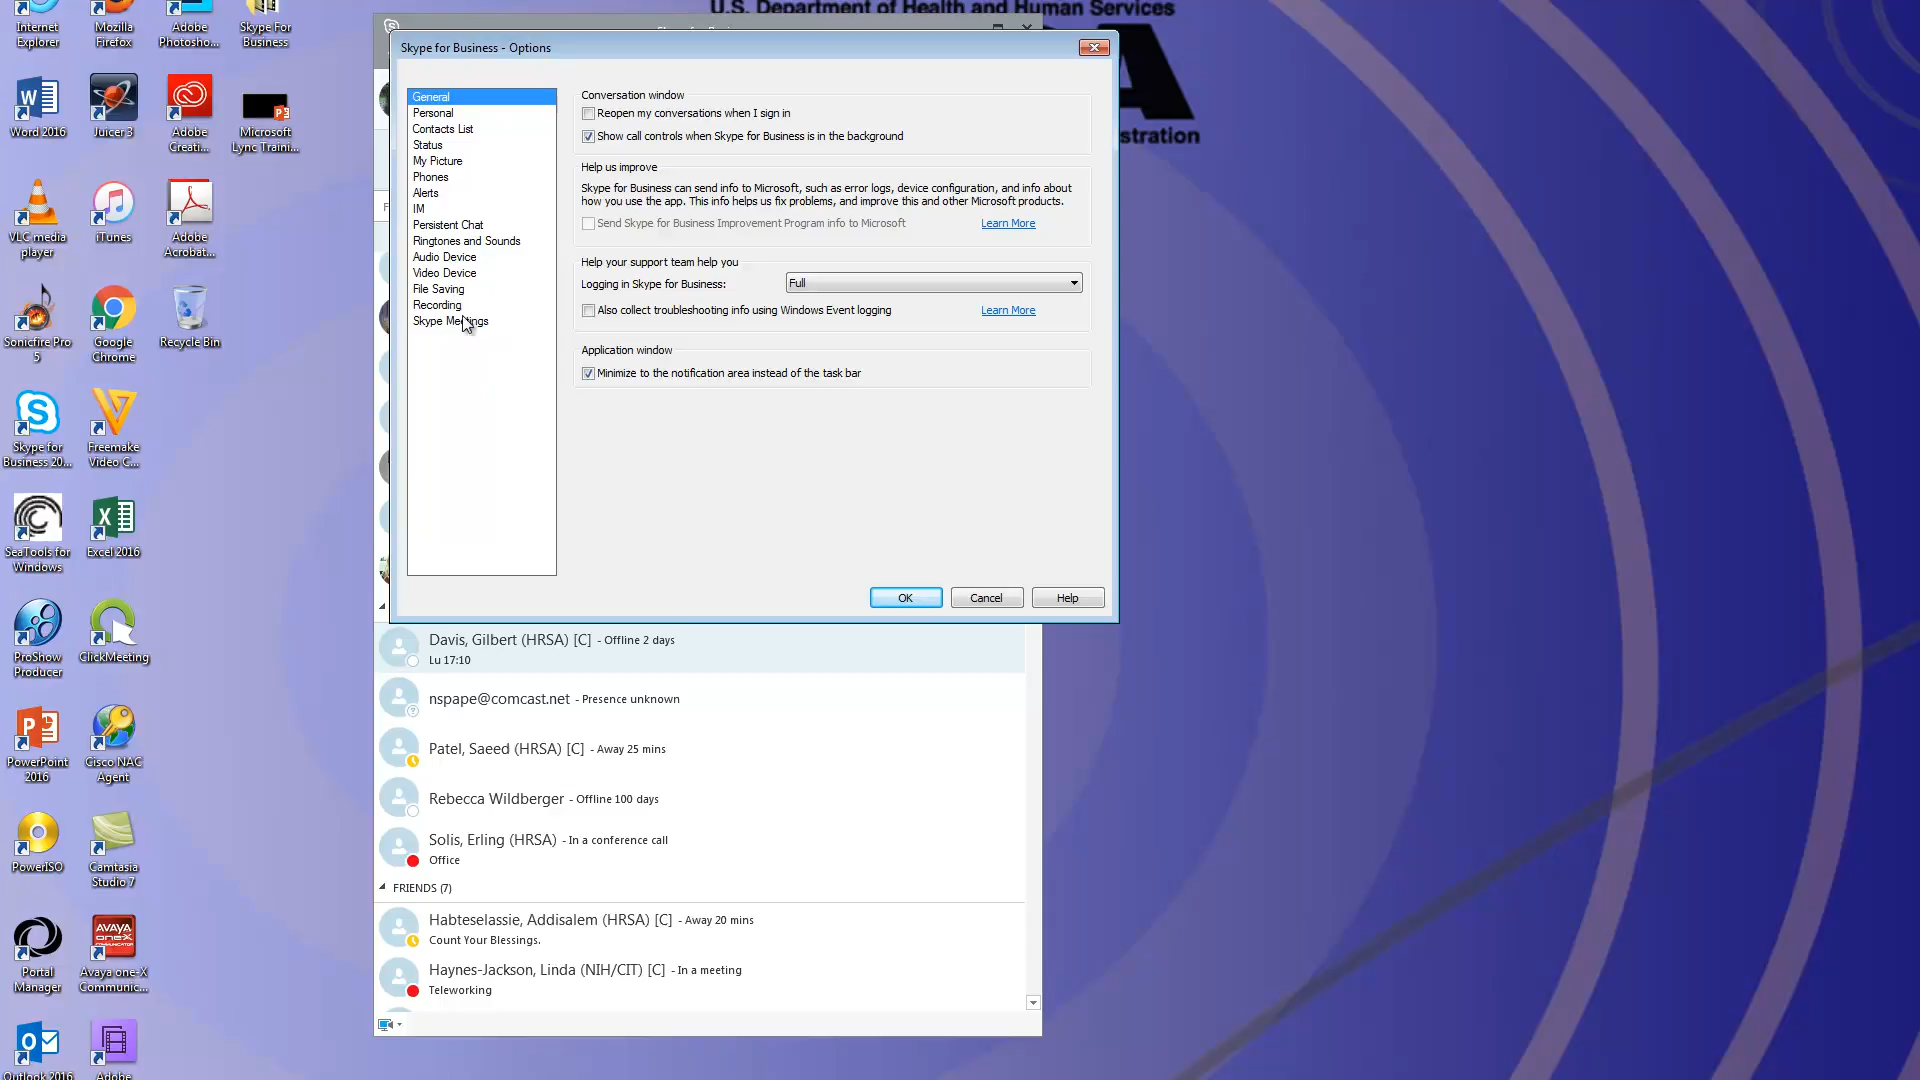 U.S. Department of Health and Human Services
A
istration
Internet
Explorer
Mozilla
Firefox
Adobe
Photosho...
Skype For
Business
Word 2016
Juicer 3
Adobe
Creati...
Microsoft
Lync Traini...
VLC media
player
iTunes
Adobe
Acrobat...
Sonicfire Pro
5
Google
Chrome
Recycle Bin
Skype for
Business 20...
Freemake
Video C...
SeaTools for
Windows
Excel 2016
ProShow
Producer
ClickMeeting
PowerPoint
2016
Cisco NAC
Agent
PowerISO
Camtasia
Studio 7
Portal
Manager
AVAYA
one-X
Avaya one-X
Communic...
Outlook 2016
Adobe
Skype for Business - Options
General
Personal
Contacts List
Status
My Picture
Phones
Alerts
IM
Persistent Chat
Ringtones and Sounds
Audio Device
Video Device
File Saving
Recording
Skype Meetings
Conversation window
Reopen my conversations when I sign in
Show call controls when Skype for Business is in the background
Help us improve
Skype for Business can send info to Microsoft, such as error logs, device configuration, and info about
how you use the app. This info helps us fix problems, and improve this and other Microsoft products.
Send Skype for Business Improvement Program info to Microsoft
Learn More
Help your support team help you
Logging in Skype for Business:
Full
Also collect troubleshooting info using Windows Event logging
Learn More
Application window
Minimize to the notification area instead of the task bar
OK
Cancel
Help
Davis, Gilbert (HRSA) [C] - Offline 2 days
Lu 17:10
nspape@comcast.net - Presence unknown
Patel, Saeed (HRSA) [C] - Away 25 mins
Rebecca Wildberger - Offline 100 days
Solis, Erling (HRSA) - In a conference call
Office
FRIENDS (7)
Habteselassie, Addisalem (HRSA) [C] - Away 20 mins
Count Your Blessings.
Haynes-Jackson, Linda (NIH/CIT) [C] - In a meeting
Teleworking